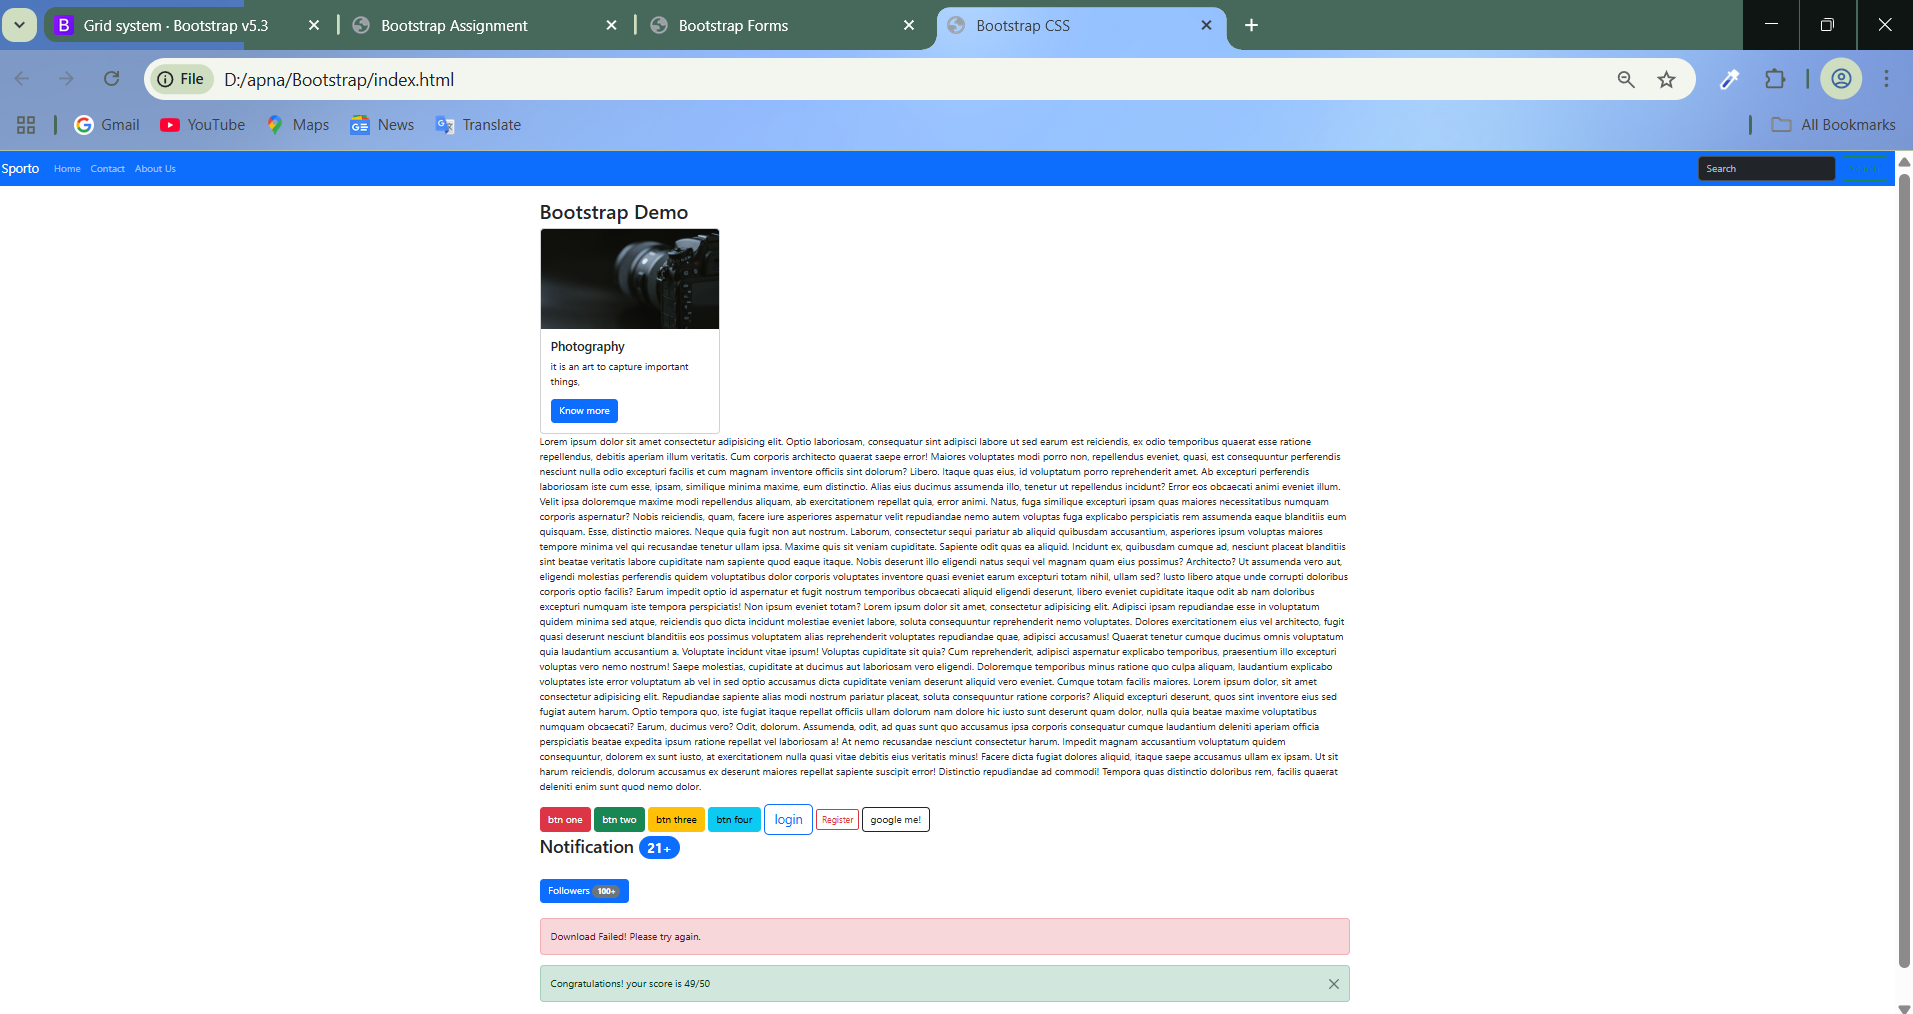 Grid system · Bootstrap v5.3
Bootstrap Assignment
Bootstrap Forms
Bootstrap CSS
File D:/apna/Bootstrap/index.html
Gmail YouTube Maps News Translate All Bookmarks
Sporto Home Contact About Us Search
Bootstrap Demo
Photography
it is an art to capture important
things,
Know more
Lorem ipsum dolor sit amet consectetur adipisicing elit. Optio laboriosam, consequatur sint adipisci labore ut sed earum est reiciendis, ex odio temporibus quaerat esse ratione
repellendus, debitis aperiam illum veritatis. Cum corporis architecto quaerat saepe error! Maiores voluptates modi porro non, repellendus eveniet, quasi, est consequuntur perferendis
nesciunt nulla odio excepturi facilis et cum magnam inventore officiis sint dolorum? Libero. Itaque quas eius, id voluptatum porro reprehenderit amet. Ab excepturi perferendis
laboriosam iste cum esse, ipsam, similique minima maxime, eum distinctio. Alias eius ducimus assumenda illo, tenetur ut repellendus incidunt? Error eos obcaecati animi eveniet illum.
Velit ipsa doloremque maxime modi repellendus aliquam, ab exercitationem repellat quia, error animi. Natus, fuga similique excepturi ipsam quas maiores necessitatibus numquam
corporis aspernatur? Nobis reiciendis, quam, facere iure asperiores aspernatur velit repudiandae nemo autem voluptas fuga explicabo perspiciatis rem assumenda eaque blanditiis eum
quisquam. Esse, distinctio maiores. Neque quia fugit non aut nostrum. Laborum, consectetur sequi pariatur ab aliquid quibusdam accusantium, asperiores ipsum voluptas maiores
tempore minima vel qui recusandae tenetur ullam ipsa. Maxime quis sit veniam cupiditate. Sapiente odit quas ea aliquid. Incidunt ex, quibusdam cumque ad, nesciunt placeat blanditiis
sint beatae veritatis labore cupiditate nam sapiente quod eaque itaque. Nobis deserunt illo eligendi natus sequi vel magnam quam eius possimus? Architecto? Ut assumenda vero aut,
eligendi molestias perferendis quidem voluptatibus dolor corporis voluptates inventore quasi eveniet earum excepturi totam nihil, ullam sed? Iusto libero atque unde corrupti doloribus
corporis optio facilis? Earum impedit optio id aspernatur et fugit nostrum temporibus obcaecati aliquid eligendi deserunt, libero eveniet cupiditate itaque odit ab nam doloribus
excepturi numquam iste tempora perspiciatis! Non ipsum eveniet totam? Lorem ipsum dolor sit amet, consectetur adipisicing elit. Adipisci ipsam repudiandae esse in voluptatum
quidem minima sed atque, reiciendis quo dicta incidunt molestiae eveniet labore, soluta consequuntur reprehenderit nemo voluptates. Dolores exercitationem eius vel architecto, fugit
quasi deserunt nesciunt blanditiis eos possimus voluptatem alias reprehenderit voluptates repudiandae quae, adipisci accusamus! Quaerat tenetur cumque ducimus omnis voluptatum
quia laudantium accusantium a. Voluptate incidunt vitae ipsum! Voluptas cupiditate sit quia? Cum reprehenderit, adipisci aspernatur explicabo temporibus, praesentium illo excepturi
voluptas vero nemo nostrum! Saepe molestias, cupiditate at ducimus aut laboriosam vero eligendi. Doloremque temporibus minus ratione quo culpa aliquam, laudantium explicabo
voluptates iste error voluptatum ab vel in sed optio accusamus dicta cupiditate veniam deserunt aliquid vero eveniet. Cumque totam facilis maiores. Lorem ipsum dolor, sit amet
consectetur adipisicing elit. Repudiandae sapiente alias modi nostrum pariatur placeat, soluta consequuntur ratione corporis? Aliquid excepturi deserunt, quos sint inventore eius sed
fugiat autem harum. Optio tempora quo, iste fugiat itaque repellat officiis ullam dolorum nam dolore hic iusto sunt deserunt quam dolor, nulla quia beatae maxime voluptatibus
numquam obcaecati? Earum, ducimus vero? Odit, dolorum. Assumenda, odit, ad quas sunt quo accusamus ipsa corporis consequatur cumque laudantium deleniti aperiam officia
perspiciatis beatae expedita ipsum ratione repellat vel laboriosam a! At nemo recusandae nesciunt consectetur harum. Impedit magnam accusantium voluptatum quidem
consequuntur, dolorem ex sunt iusto, at exercitationem nulla quasi vitae debitis eius veritatis minus! Facere dicta fugiat dolores aliquid, itaque saepe accusamus ullam ex ipsam. Ut sit
harum reiciendis, dolorum accusamus ex deserunt maiores repellat sapiente suscipit error! Distinctio repudiandae ad commodi! Tempora quas distinctio doloribus rem, facilis quaerat
deleniti enim sunt quod nemo dolor.
btn one btn two btn three btn four login Register google me!
Notification 21+
Followers 100+
Download Failed! Please try again.
Congratulations! your score is 49/50